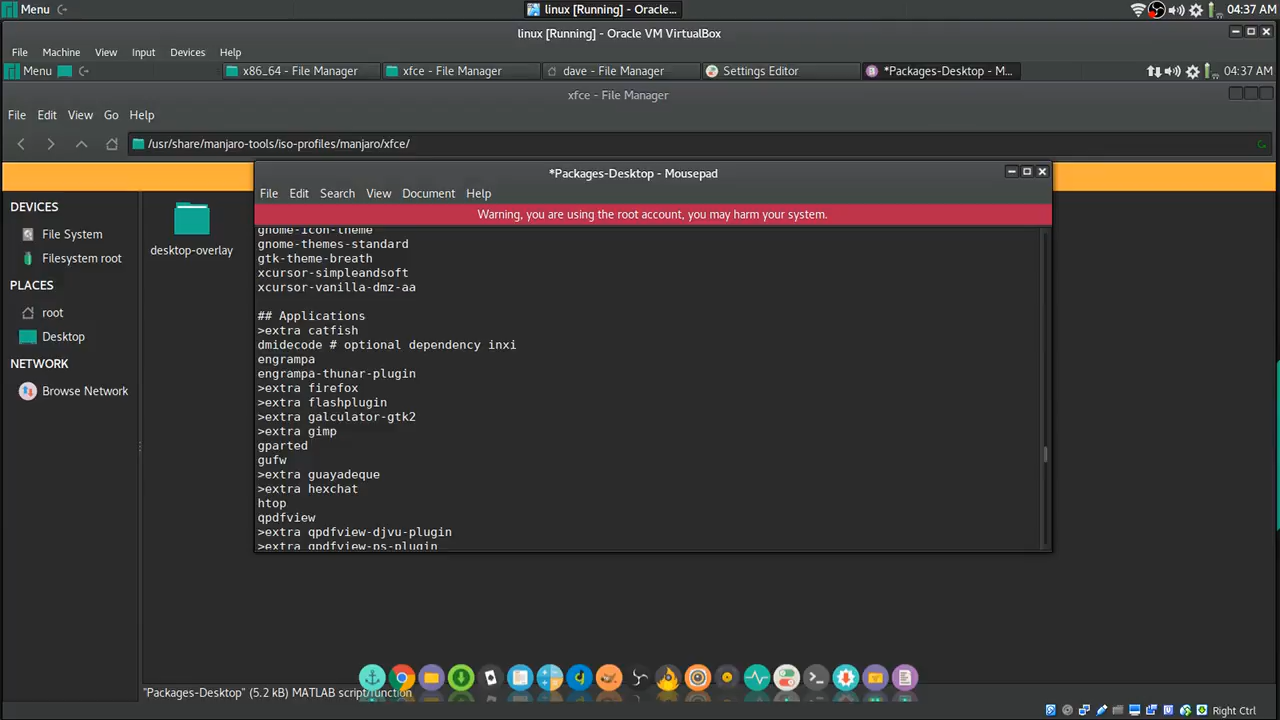 Menu
linux [Running] - Oracle...
04:37 AM
linux [Running] - Oracle VM VirtualBox
File Machine View Input Devices Help
Menu
x86_64 - File Manager
xfce - File Manager
dave - File Manager
Settings Editor
*Packages-Desktop - M...
04:37 AM
xfce - File Manager
File Edit View Go Help
/usr/share/manjaro-tools/iso-profiles/manjaro/xfce/
DEVICES
File System
Filesystem root
PLACES
root
Desktop
NETWORK
Browse Network
desktop-overlay
*Packages-Desktop - Mousepad
File Edit Search View Document Help
Warning, you are using the root account, you may harm your system.
gnome-icon-theme
gnome-themes-standard
gtk-theme-breath
xcursor-simpleandsoft
xcursor-vanilla-dmz-aa
## Applications
>extra catfish
dmidecode # optional dependency inxi
engrampa
engrampa-thunar-plugin
>extra firefox
>extra flashplugin
>extra galculator-gtk2
>extra gimp
gparted
gufw
>extra guayadeque
>extra hexchat
htop
qpdfview
>extra qpdfview-djvu-plugin
>extra qpdfview-ps-plugin
"Packages-Desktop" (5.2 kB) MATLAB script/function
Right Ctrl